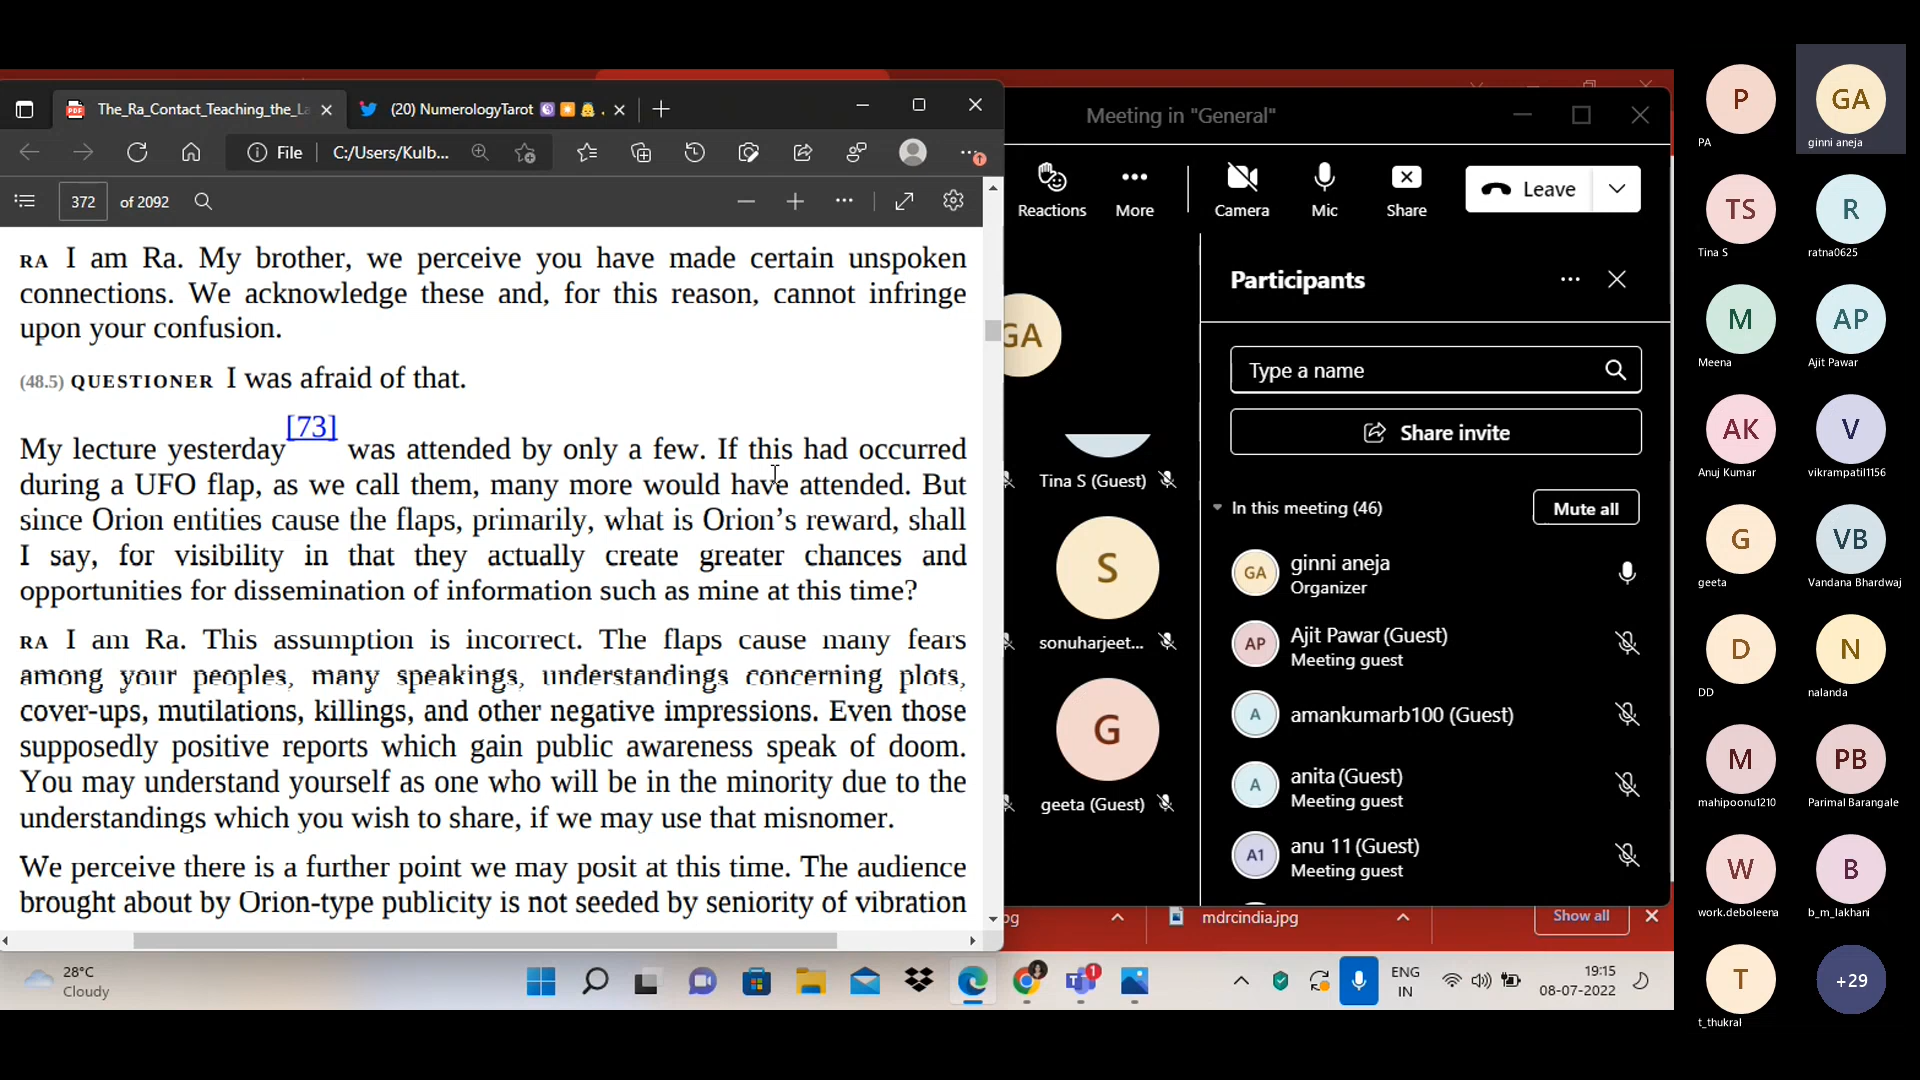 The_Ra_Contact_Teaching_the_La
(20) NumerologyTarot
File
C:/Users/Kulb...
372
of 2092
RA I am Ra. My brother, we perceive you have made certain unspoken
connections. We acknowledge these and, for this reason, cannot infringe
upon your confusion.
(48.5) QUESTIONER I was afraid of that.
My lecture yesterday[73] was attended by only a few. If this had occurred
during a UFO flap, as we call them, many more would have attended. But
since Orion entities cause the flaps, primarily, what is Orion’s reward, shall
I say, for visibility in that they actually create greater chances and
opportunities for dissemination of information such as mine at this time?
RA I am Ra. This assumption is incorrect. The flaps cause many fears
among your peoples, many speakings, understandings concerning plots,
cover-ups, mutilations, killings, and other negative impressions. Even those
supposedly positive reports which gain public awareness speak of doom.
You may understand yourself as one who will be in the minority due to the
understandings which you wish to share, if we may use that misnomer.
We perceive there is a further point we may posit at this time. The audience
brought about by Orion-type publicity is not seeded by seniority of vibration
Meeting in "General"
Reactions
More
Camera
Mic
Share
Leave
GA
Tina S (Guest)
S
sonuharjeet...
G
geeta (Guest)
Participants
Type a name
Share invite
In this meeting (46)
Mute all
GA
ginni aneja
Organizer
AP
Ajit Pawar (Guest)
Meeting guest
A
amankumarb100 (Guest)
A
anita (Guest)
Meeting guest
A1
anu 11 (Guest)
Meeting guest
mdrcindia.jpg
Show all
28°C
Cloudy
1
ENG
IN
19:15
08-07-2022
P
PA
GA
ginni aneja
TS
Tina S
R
ratna0625
M
Meena
AP
Ajit Pawar
AK
Anuj Kumar
V
vikrampatil1156
G
geeta
VB
Vandana Bhardwaj
D
DD
N
nalanda
M
mahipoonu1210
PB
Parimal Barangale
W
work.deboleena
B
b_m_lakhani
T
t_thukral
+29